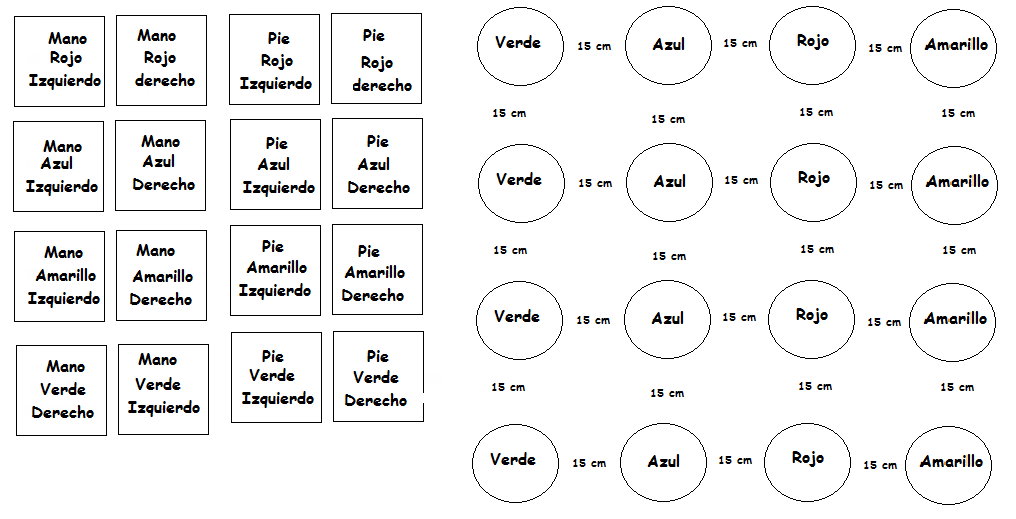 Mano
Rojo
Izquierdo
Mano
Rojo
derecho
Pie
Rojo
Izquierdo
Pie
Rojo
derecho
Mano
Azul
Izquierdo
Mano
Azul
Derecho
Pie
Azul
Izquierdo
Pie
Azul
Derecho
Mano
Amarillo
Izquierdo
Mano
Amarillo
Derecho
Pie
Amarillo
Izquierdo
Pie
Amarillo
Derecho
Mano
Verde
Derecho
Mano
Verde
Izquierdo
Pie
Verde
Izquierdo
Pie
Verde
Derecho
Verde 15 cm Azul 15 cm Rojo 15 cm Amarillo
15 cm 15 cm 15 cm 15 cm
Verde 15 cm Azul 15 cm Rojo 15 cm Amarillo
15 cm 15 cm 15 cm 15 cm
Verde 15 cm Azul 15 cm Rojo 15 cm Amarillo
15 cm 15 cm 15 cm 15 cm
Verde 15 cm Azul 15 cm Rojo 15 cm Amarillo